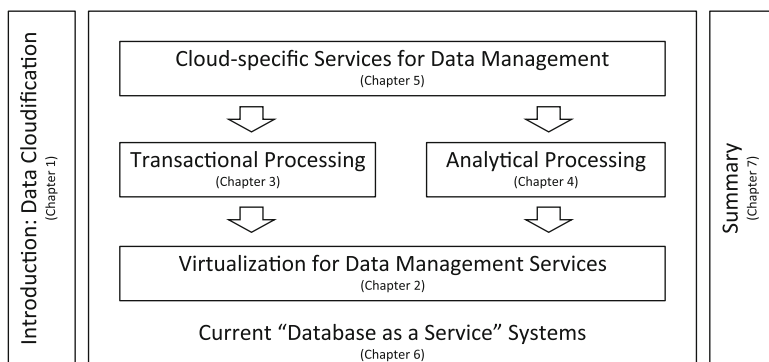 Introduction: Data Cloudification
(Chapter 1)
Cloud-specific Services for Data Management
(Chapter 5)
Transactional Processing
(Chapter 3)
Analytical Processing
(Chapter 4)
Virtualization for Data Management Services
(Chapter 2)
Current “Database as a Service” Systems
(Chapter 6)
Summary
(Chapter 7)